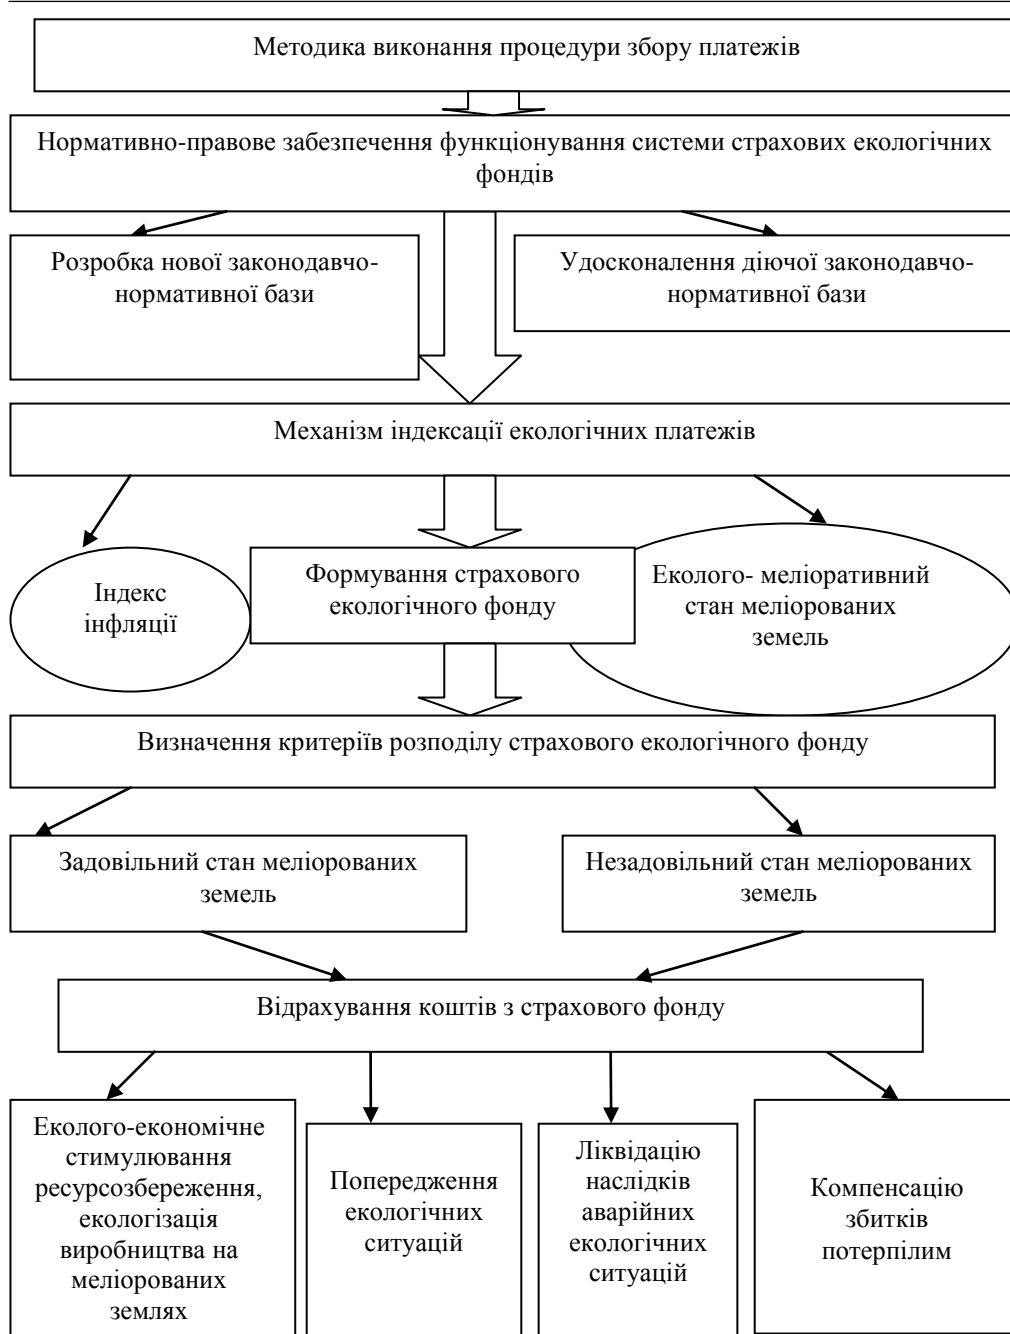 Методика виконання процедури збору платежів
Нормативно-правове забезпечення функціонування системи страхових екологічних
фондів
Розробка нової законодавчо-
нормативної бази
Удосконалення діючої законодавчо-
нормативної бази
Механізм індексації екологічних платежів
Індекс
інфляції
Формування страхового
екологічного фонду
Еколого- меліоративний
стан меліорованих
земель
Визначення критеріїв розподілу страхового екологічного фонду
Задовільний стан меліорованих
земель
Незадовільний стан меліорованих
земель
Відрахування коштів з страхового фонду
Еколого-економічне
стимулювання
ресурсозбереження,
екологізація
виробництва на
меліорованих
землях
Попередження
екологічних
ситуацій
Ліквідацію
наслідків
аварійних
екологічних
ситуацій
Компенсацію
збитків
потерпілим